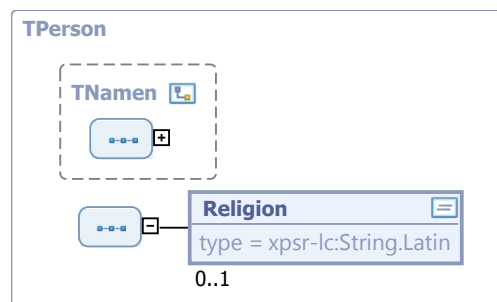 TPerson
TNamen
Religion
type = xpsr-lc:String.Latin
0..1